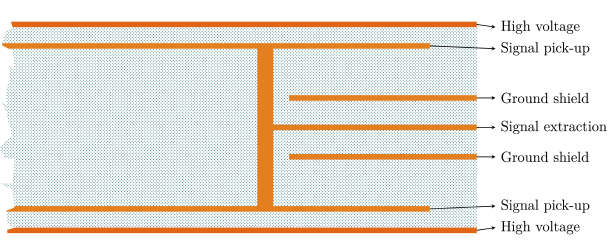 High voltage
Signal pick-up
Ground shield
Signal extraction
Ground shield
Signal pick-up
High voltage